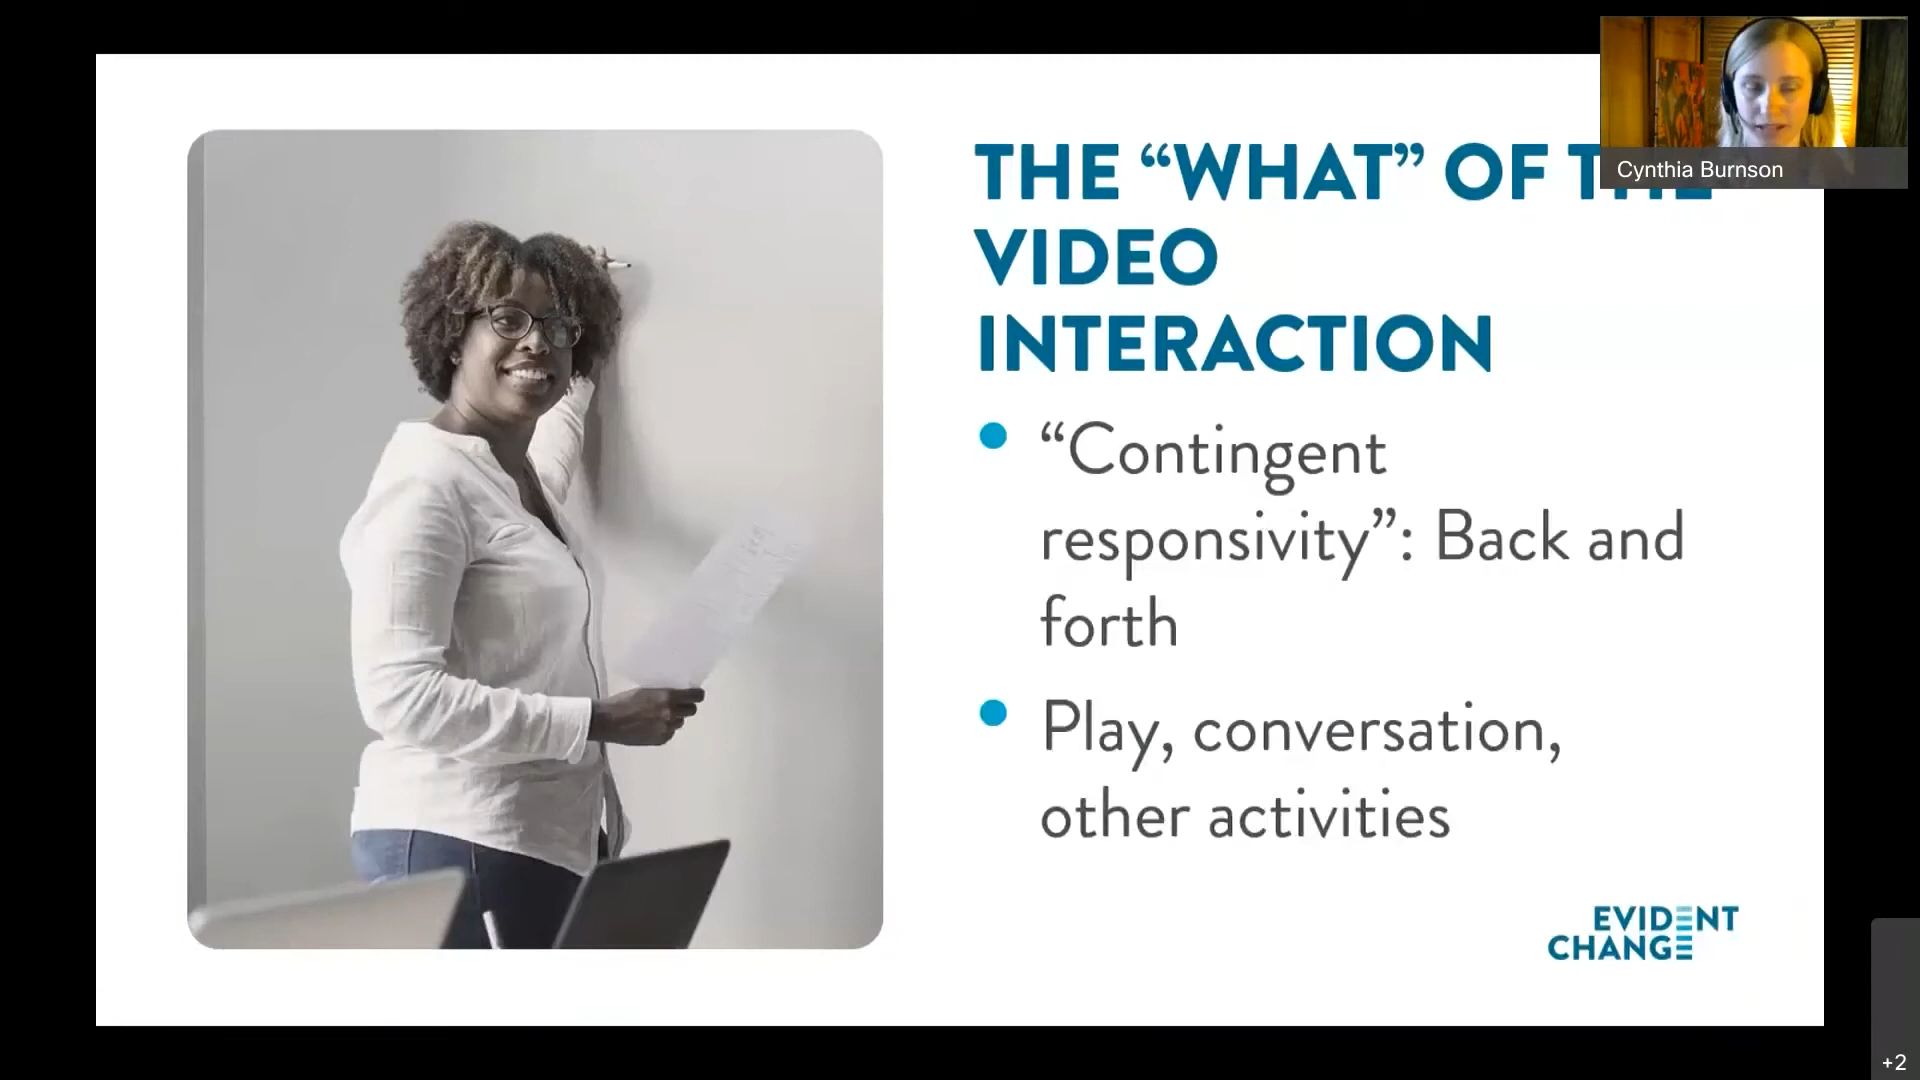 THE “WHAT” OF THE
VIDEO
INTERACTION
“Contingent
responsivity”: Back and
forth
Play, conversation,
other activities
EVIDENT
CHANGE
Cynthia Burnson
+2